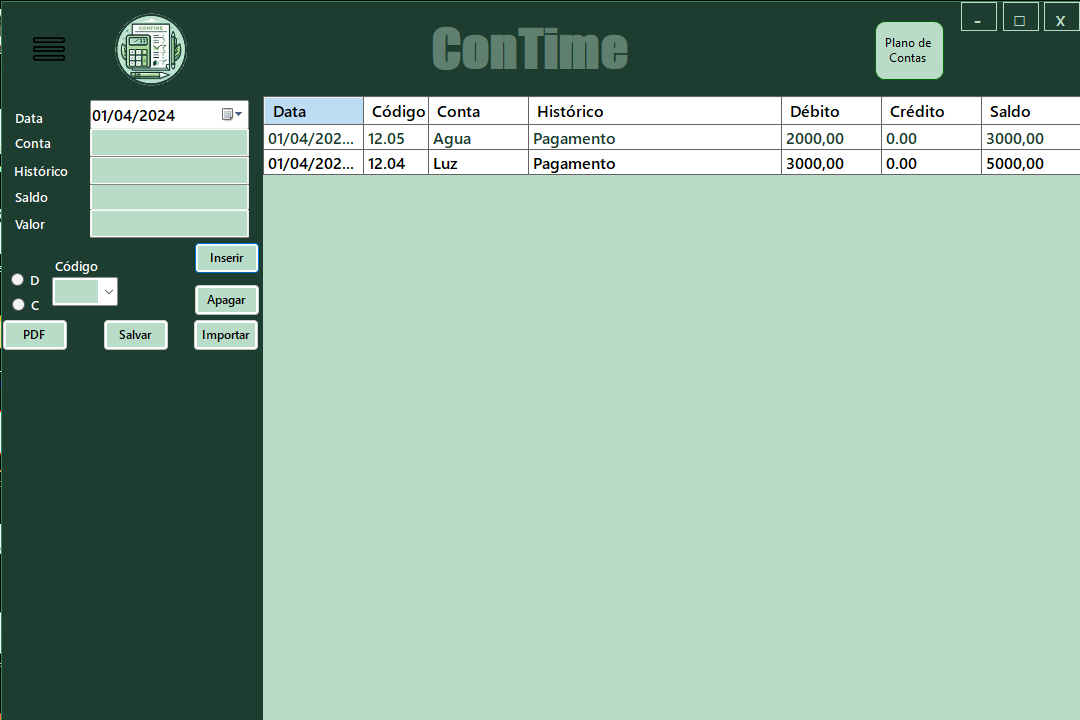 CONTIME
ConTime
Plano de
Contas
-
□
X
Data 01/04/2024
Conta
Histórico
Saldo
Valor
Inserir
Código
D
C
Apagar
PDF Salvar Importar
Data Código Conta Histórico Débito Crédito Saldo
01/04/202... 12.05 Agua Pagamento 2000,00 0.00 3000,00
01/04/202... 12.04 Luz Pagamento 3000,00 0.00 5000,00